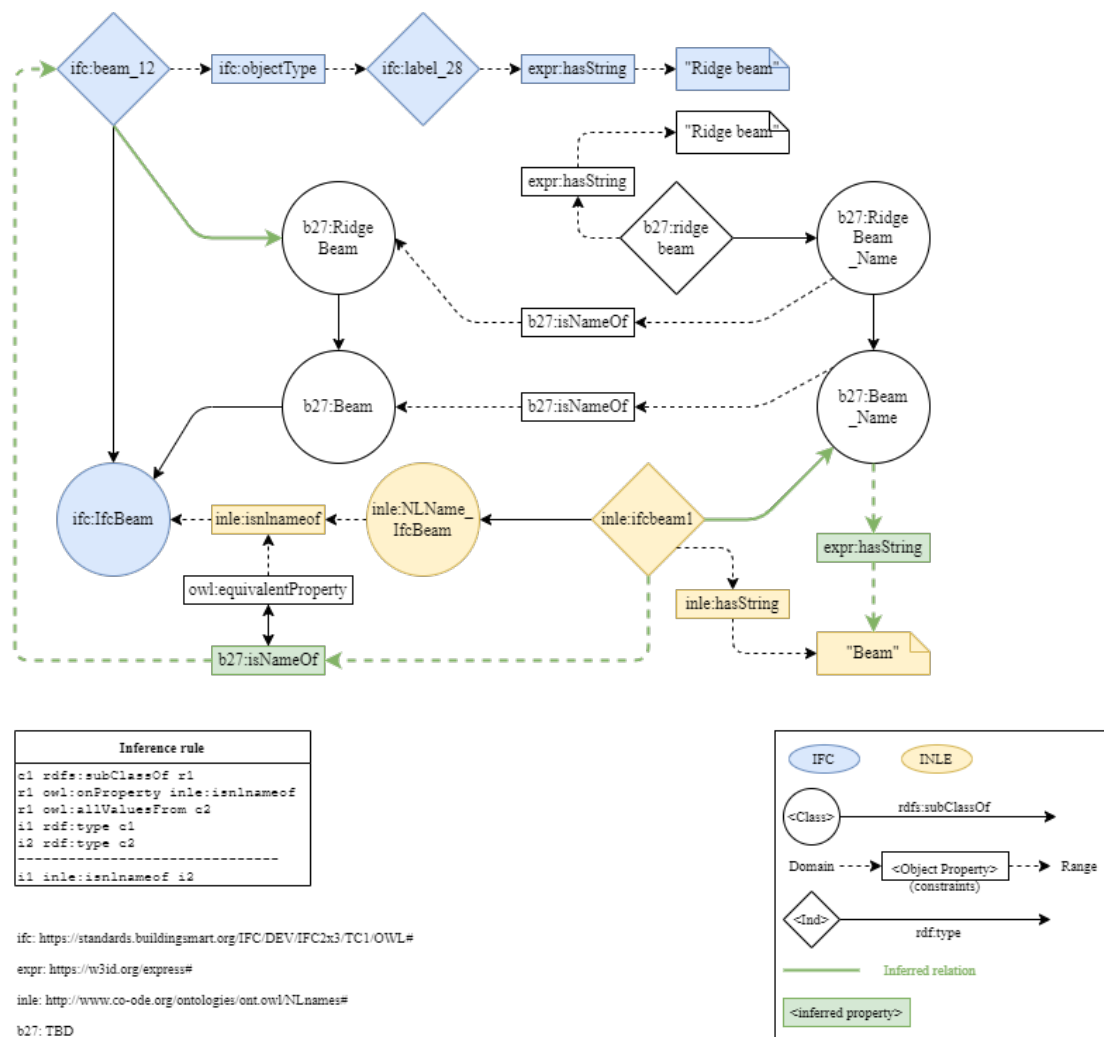 ifc:beam_12
ifc:objectType
ifc:label_28
expr:hasString
"Ridge beam"
"Ridge beam"
expr:hasString
b27:Ridge
Beam
b27:ridge
beam
b27:Ridge
Beam
_Name
b27:isNameOf
b27:Beam
b27:isNameOf
b27:Beam
_Name
ifc:IfcBeam
inle:isnlnameof
inle:NLName_
IfcBeam
inle:ifcbeam1
expr:hasString
owl:equivalentProperty
inle:hasString
b27:isNameOf
"Beam"
Inference rule
c1 rdfs:subClassOf r1
r1 owl:onProperty inle:isnlnameof
r1 owl:allValuesFrom c2
i1 rdf:type c1
i2 rdf:type c2
--------------------------------
i1 inle:isnlnameof i2
IFC
INLE
<Class>
rdfs:subClassOf
Domain
<Object Property>
(constraints)
Range
<Ind>
rdf:type
Inferred relation
<inferred property>
ifc: https://standards.buildingsmart.org/IFC/DEV/IFC2x3/TC1/OWL#
expr: https://w3id.org/express#
inle: http://www.co-ode.org/ontologies/ont.owl/NLnames#
b27: TBD